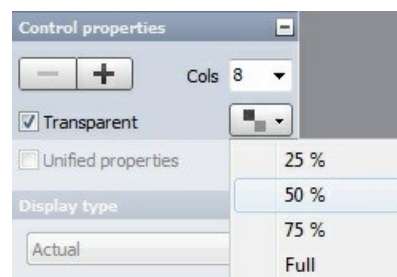 Control properties
Cols 8
Transparent
Unified properties
25 %
50 %
Display type
75 %
Actual
Full